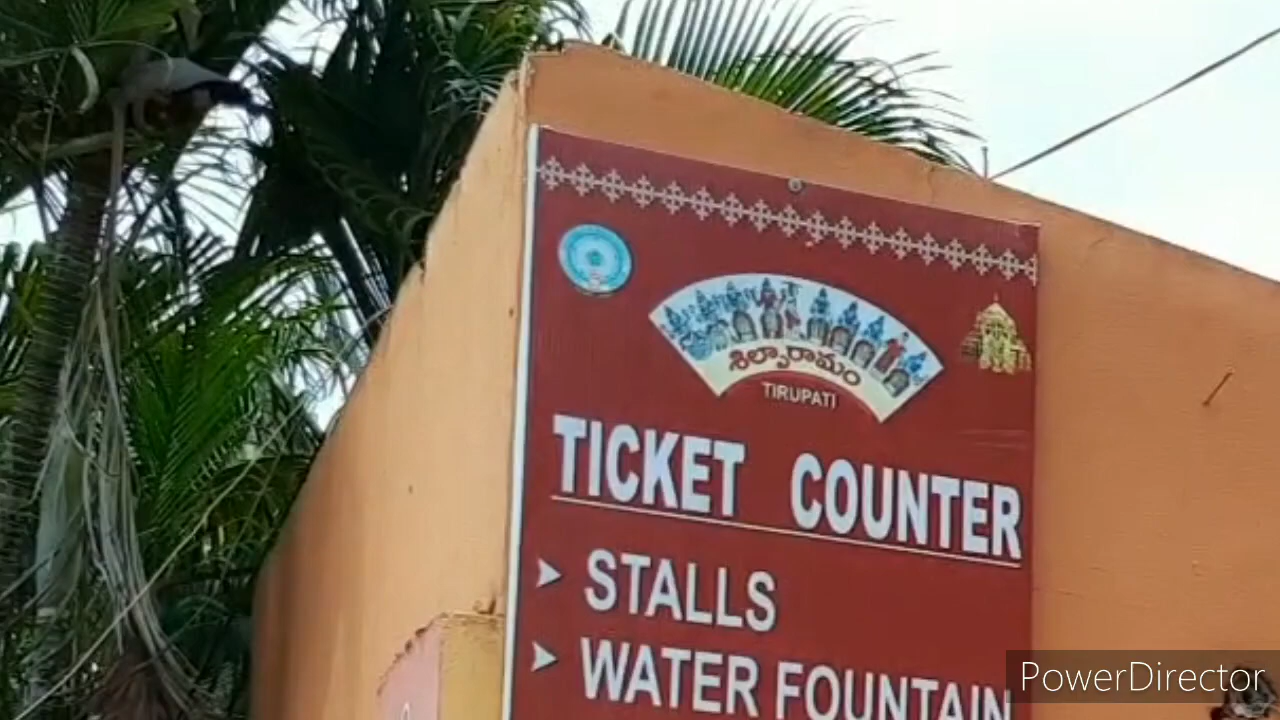 శిల్పారామం
TIRUPATI
TICKET COUNTER
➤ STALLS
➤ WATER FOUNTAIN
PowerDirector